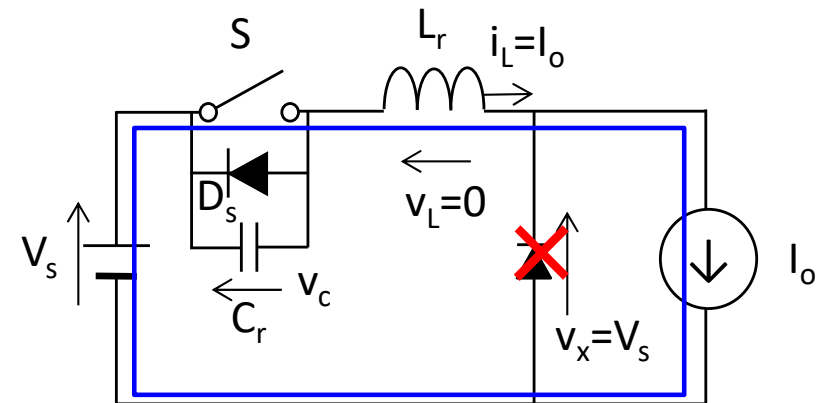 S
Lr
iL=Io
Ds
vL=0
Vs
vc
Cr
vx=Vs
Io